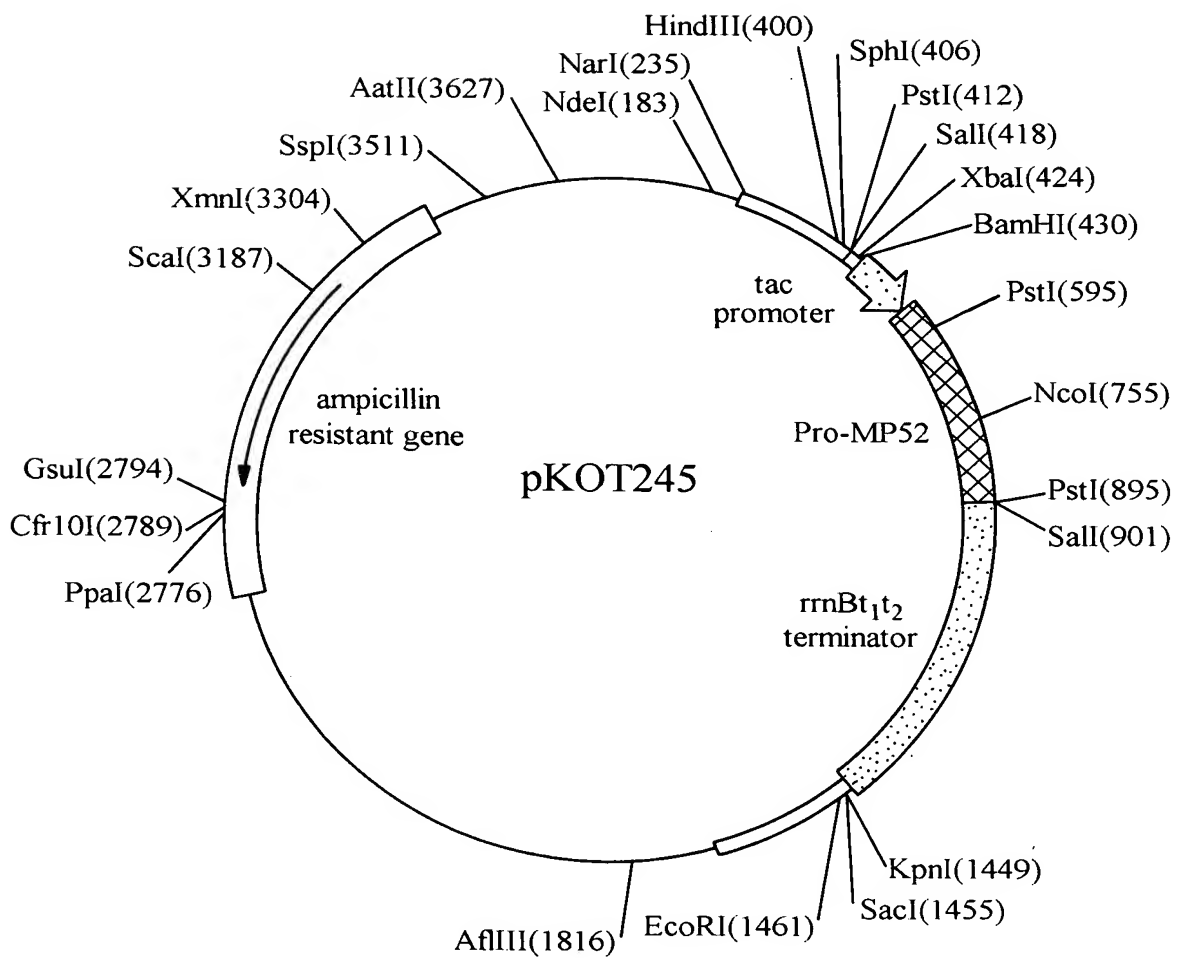 HindIII(400)
SphI(406)
NarI(235)
AatII(3627)
NdeI(183)
PstI(412)
SalI(418)
SspI(3511)
XbaI(424)
XmnI(3304)
BamHI(430)
ScaI(3187)
tac
promoter
PstI(595)
ampicillin
resistant gene
NcoI(755)
Pro-MP52
GsuI(2794)
pKOT245
PstI(895)
Cfr10I(2789)
SalI(901)
PpaI(2776)
rrnBt₁t₂
terminator
KpnI(1449)
SacI(1455)
EcoRI(1461)
AflIII(1816)